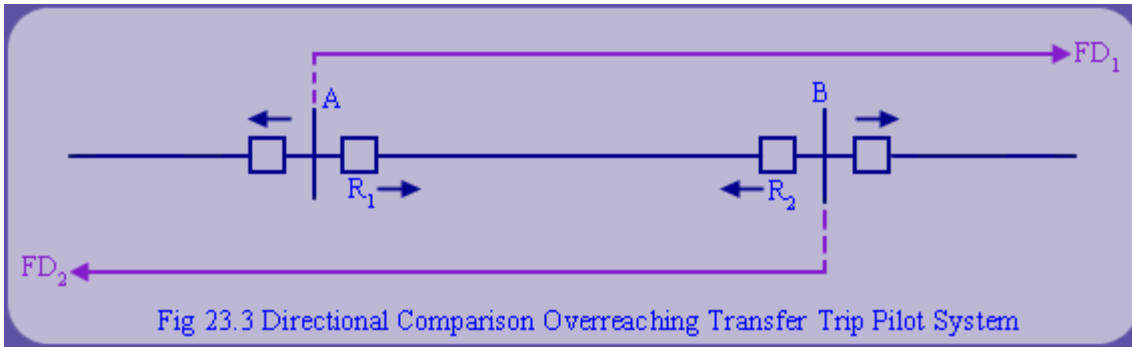 FD1
A
B
R1
R2
FD2
Fig 23.3 Directional Comparison Overreaching Transfer Trip Pilot System